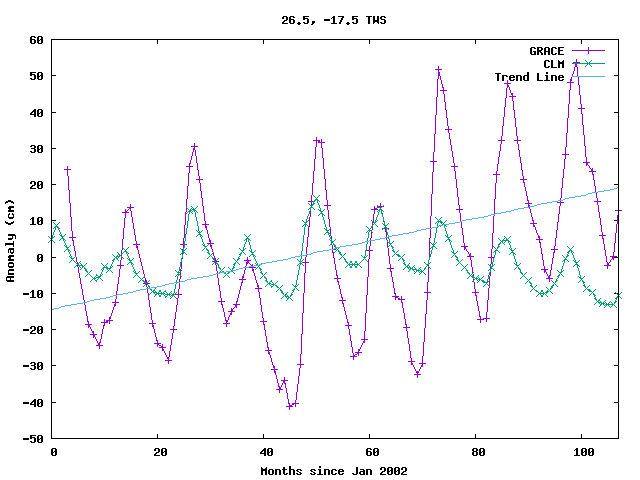 26.5, -17.5 TWS
GRACE
CLM
Trend Line
60
50
40
30
20
10
0
-10
-20
-30
-40
-50
Anomaly (cm)
0 20 40 60 80 100
Months since Jan 2002